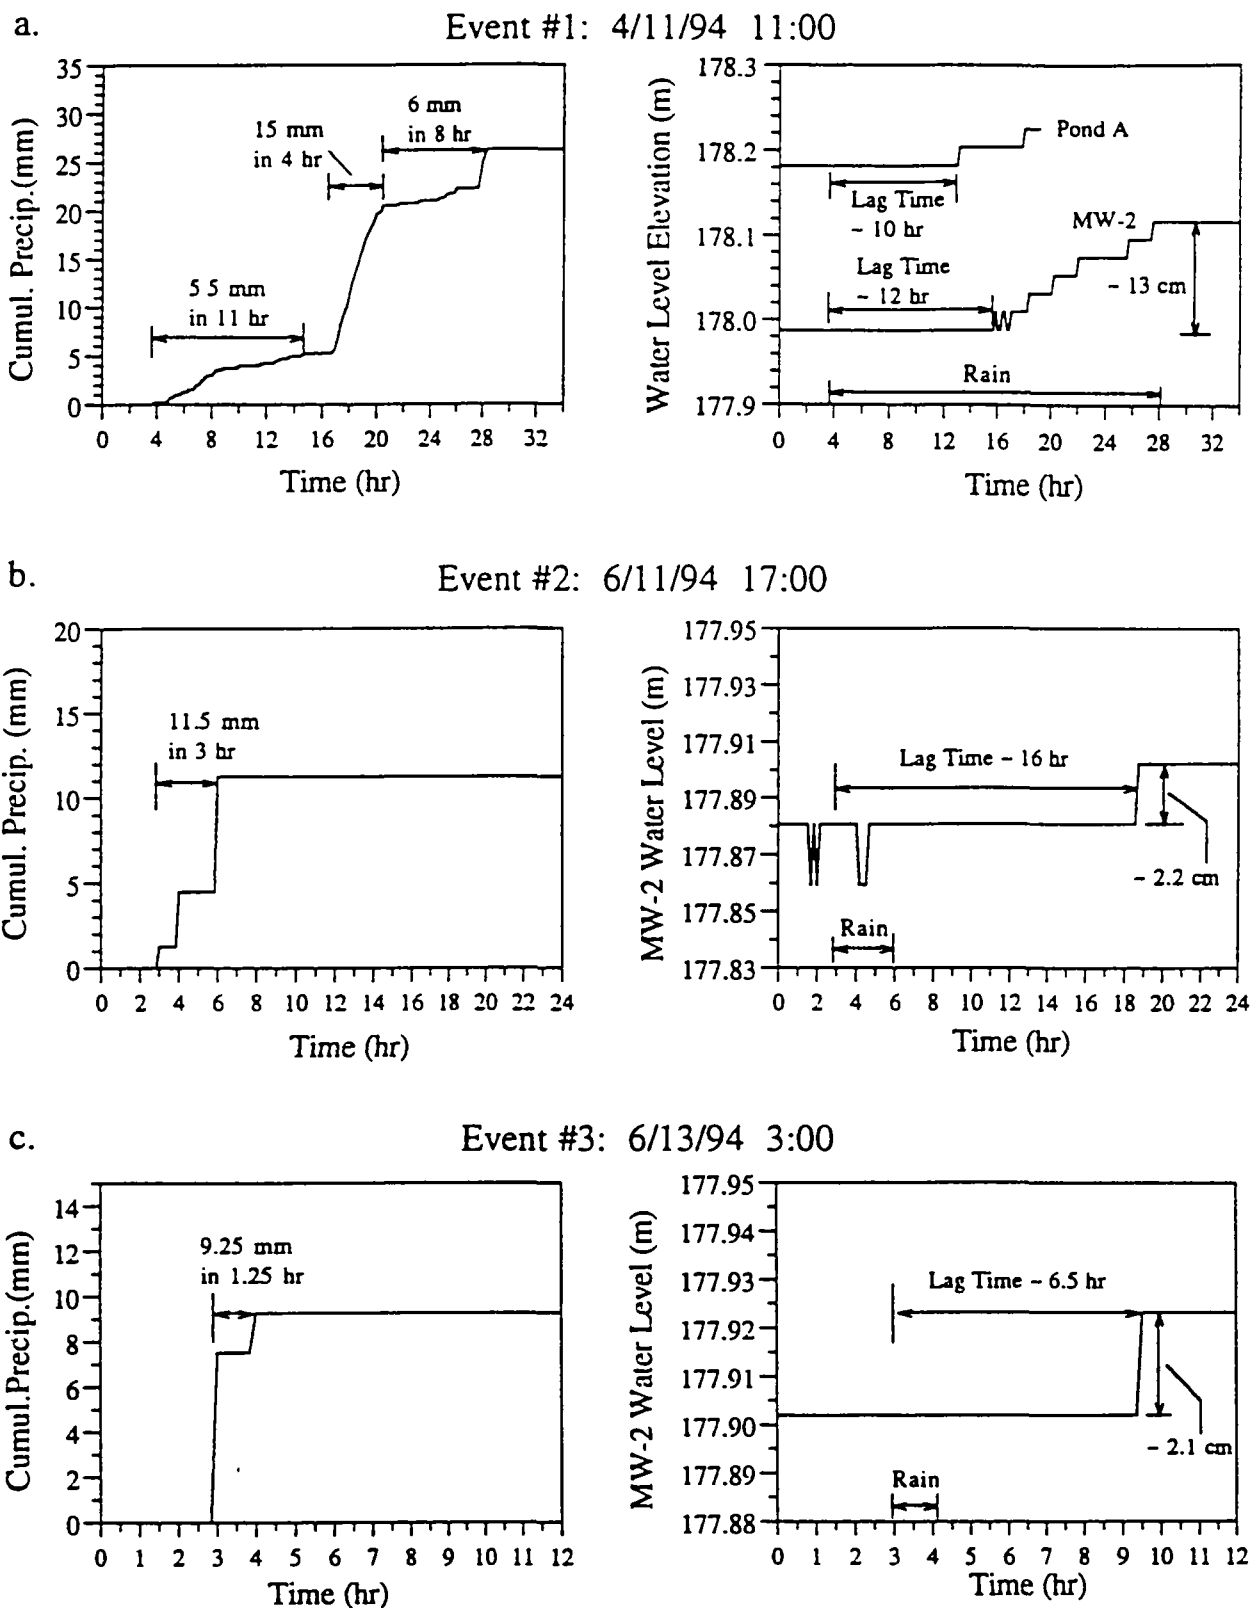 a.
Event #1: 4/11/94 11:00
35
30
25
20
15
10
5
0
Cumul. Precip.(mm)
5 5 mm
in 11 hr
15 mm
in 4 hr
6 mm
in 8 hr
0 4 8 12 16 20 24 28 32
Time (hr)
178.3
178.2
178.1
178.0
177.9
Water Level Elevation (m)
Pond A
Lag Time
~ 10 hr
MW-2
Lag Time
~ 12 hr
~ 13 cm
Rain
0 4 8 12 16 20 24 28 32
Time (hr)
b.
Event #2: 6/11/94 17:00
20
15
10
5
0
Cumul. Precip. (mm)
11.5 mm
in 3 hr
0 2 4 6 8 10 12 14 16 18 20 22 24
Time (hr)
177.95
177.93
177.91
177.89
177.87
177.85
177.83
MW-2 Water Level (m)
Lag Time ~ 16 hr
~ 2.2 cm
Rain
0 2 4 6 8 10 12 14 16 18 20 22 24
Time (hr)
c.
Event #3: 6/13/94 3:00
14
12
10
8
6
4
2
0
Cumul.Precip.(mm)
9.25 mm
in 1.25 hr
0 1 2 3 4 5 6 7 8 9 10 11 12
Time (hr)
177.95
177.94
177.93
177.92
177.91
177.90
177.89
177.88
MW-2 Water Level (m)
Lag Time ~ 6.5 hr
~ 2.1 cm
Rain
0 1 2 3 4 5 6 7 8 9 10 11 12
Time (hr)